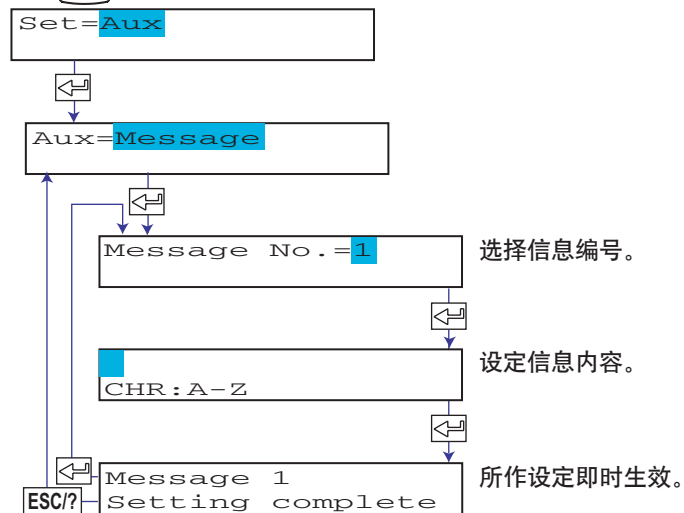 Set=Aux
Aux=Message
Message No.=1
选择信息编号。
设定信息内容。
CHR:A-Z
Message 1
所作设定即时生效。
ESC/?
Setting complete